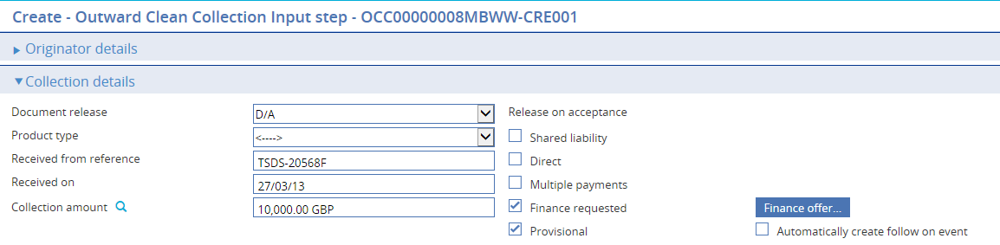 Create - Outward Clean Collection Input step - OCC00000008MBWW-CRE001
Originator details
Collection details
Document release D/A Release on acceptance
Product type <----> Shared liability
Received from reference TSDS-20568F Direct
Received on 27/03/13 Multiple payments
Collection amount 10,000.00 GBP Finance requested Finance offer...
Provisional Automatically create follow on event